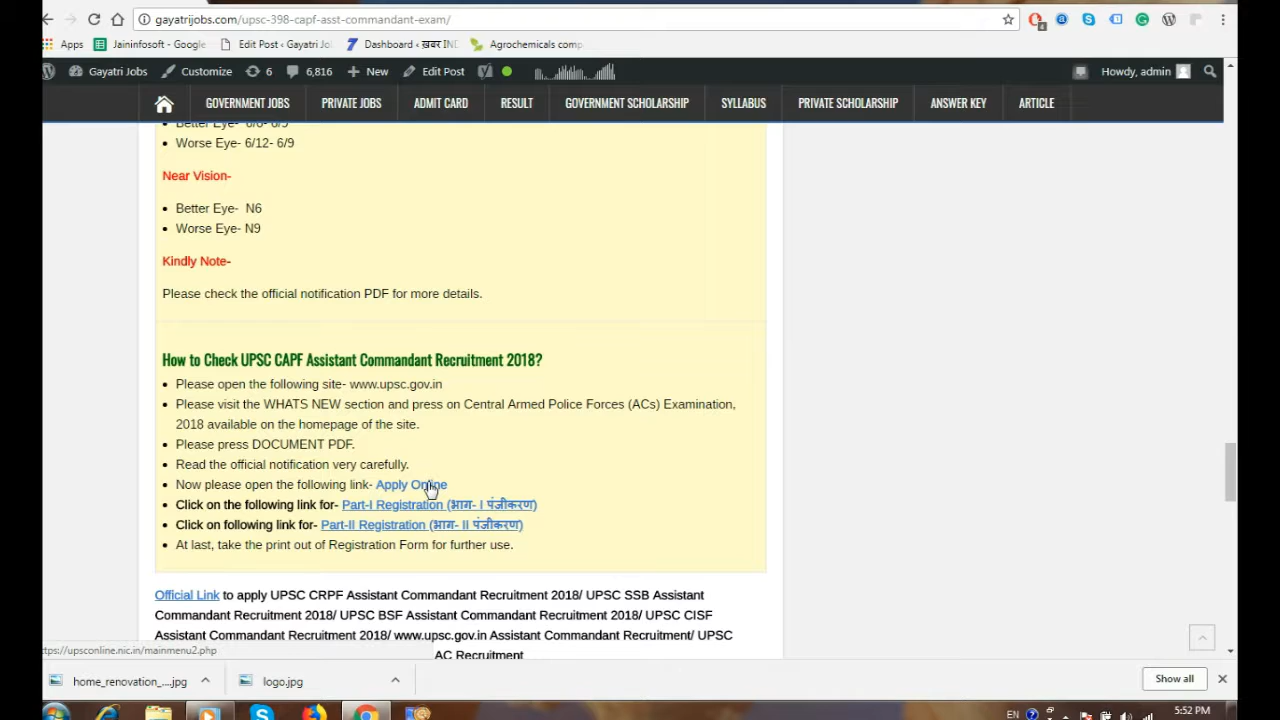 gayatrijobs.com/upsc-398-capf-asst-commandant-exam/
Apps Jaininfosoft - Google Edit Post ‹ Gayatri Jo Dashboard ‹ ख़बर IND Agrochemicals comp
Gayatri Jobs Customize 6 6,816 New Edit Post Howdy, admin
GOVERNMENT JOBS PRIVATE JOBS ADMIT CARD RESULT GOVERNMENT SCHOLARSHIP SYLLABUS PRIVATE SCHOLARSHIP ANSWER KEY ARTICLE
Better Eye- 6/6- 6/9
Worse Eye- 6/12- 6/9
Near Vision-
Better Eye- N6
Worse Eye- N9
Kindly Note-
Please check the official notification PDF for more details.
How to Check UPSC CAPF Assistant Commandant Recruitment 2018?
Please open the following site- www.upsc.gov.in
Please visit the WHATS NEW section and press on Central Armed Police Forces (ACs) Examination,
2018 available on the homepage of the site.
Please press DOCUMENT PDF.
Read the official notification very carefully.
Now please open the following link- Apply Online
Click on the following link for- Part-I Registration (भाग- I पंजीकरण)
Click on following link for- Part-II Registration (भाग- II पंजीकरण)
At last, take the print out of Registration Form for further use.
Official Link to apply UPSC CRPF Assistant Commandant Recruitment 2018/ UPSC SSB Assistant
Commandant Recruitment 2018/ UPSC BSF Assistant Commandant Recruitment 2018/ UPSC CISF
Assistant Commandant Recruitment 2018/ www.upsc.gov.in Assistant Commandant Recruitment/ UPSC
AC Recruitment
ttps://upsconline.nic.in/mainmenu2.php
home_renovation_....jpg logo.jpg Show all
EN 5:52 PM